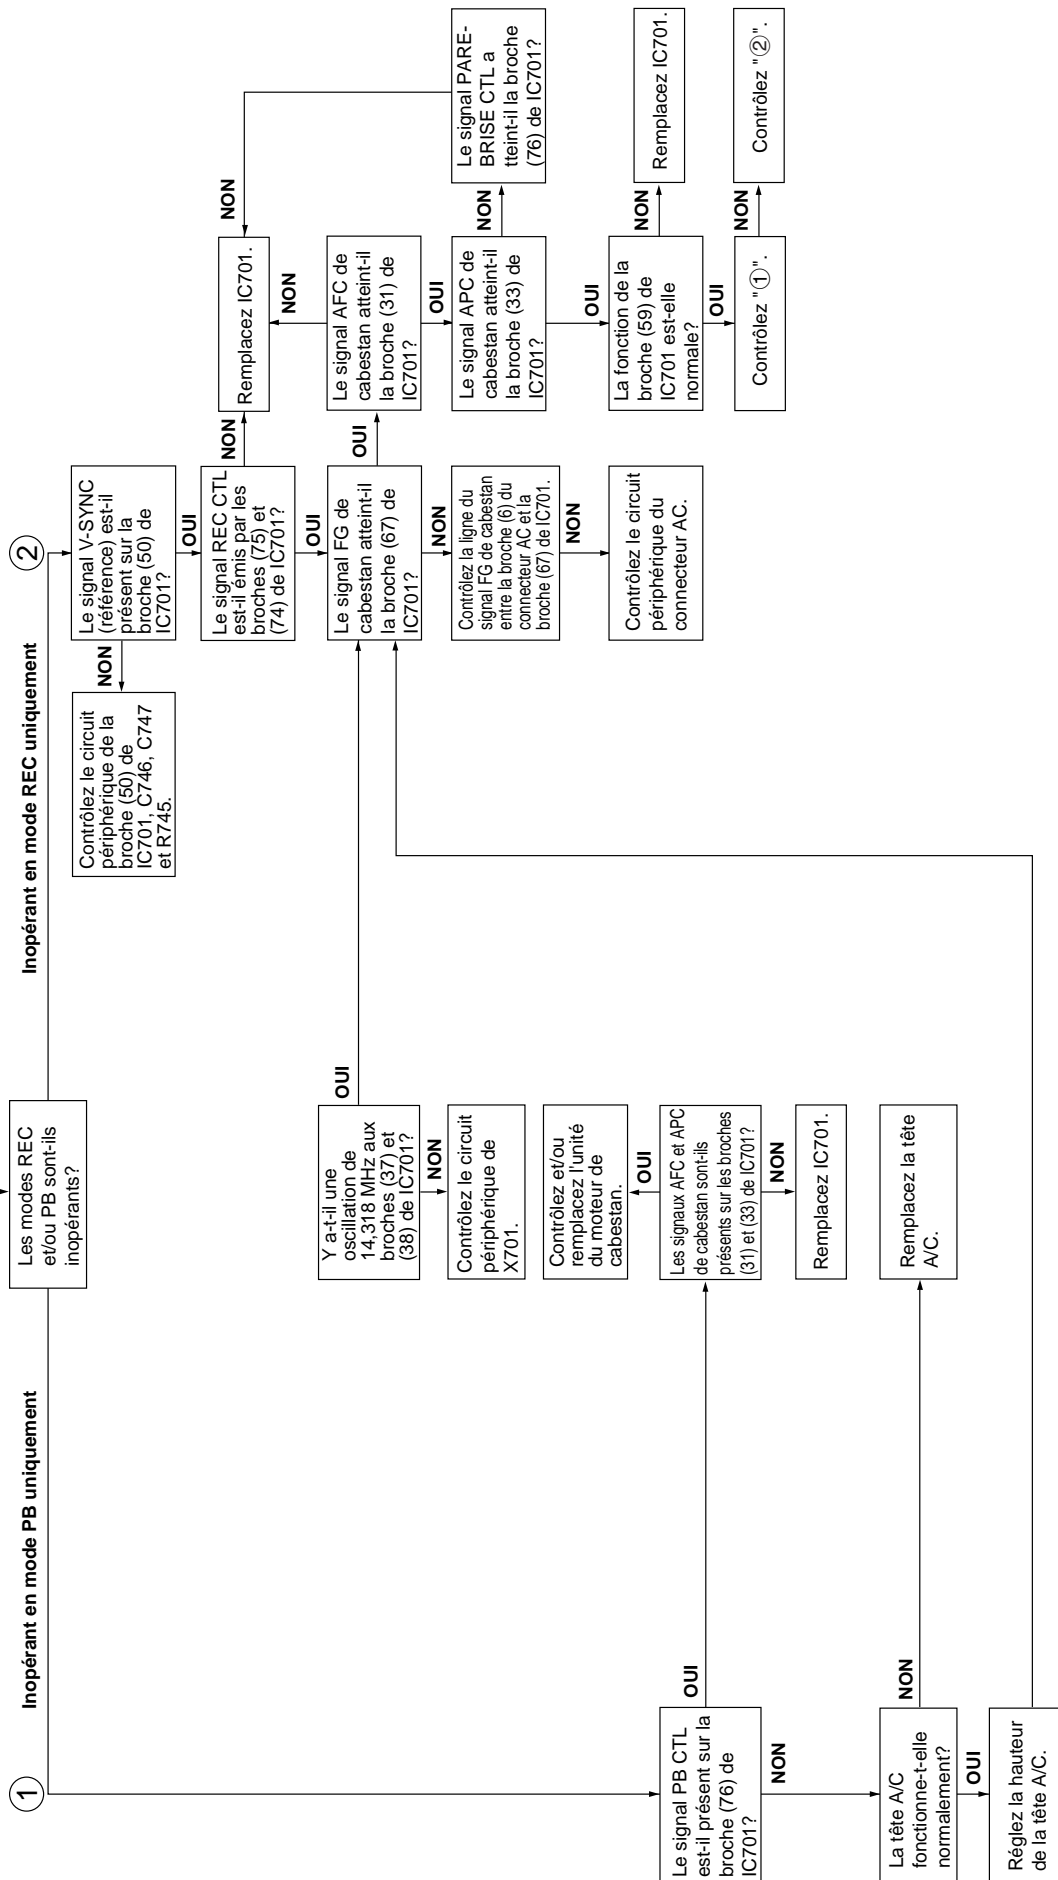 Les modes REC
et/ou PB sont-ils
inopérants?
1
Inopérant en mode PB uniquement
Inopérant en mode REC uniquement
2
Le signal V-SYNC
(référence) est-il
présent sur la
broche (50) de
IC701?
NON
Contrôlez le circuit
périphérique de la
broche (50) de
IC701, C746, C747
et R745.
OUI
Le signal REC CTL
est-il émis par les
broches (75) et
(74) de IC701?
NON
Remplacez IC701.
NON
OUI
Le signal FG de
cabestan atteint-il
la broche (67) de
IC701?
OUI
Le signal AFC de
cabestan atteint-il
la broche (31) de
IC701?
NON
OUI
Le signal APC de
cabestan atteint-il
la broche (33) de
IC701?
NON
Le signal PARE-
BRISE CTL a
tteint-il la broche
(76) de IC701?
OUI
La fonction de la
broche (59) de
IC701 est-elle
normale?
NON
Remplacez IC701.
OUI
Contrôlez "①".
NON
Contrôlez "②".
NON
Contrôlez la ligne du
signal FG de cabestan
entre la broche (6) du
connecteur AC et la
broche (67) de IC701.
NON
Contrôlez le circuit
périphérique du
connecteur AC.
Y a-t-il une
oscillation de
14,318 MHz aux
broches (37) et
(38) de IC701?
OUI
NON
Contrôlez le circuit
périphérique de
X701.
Contrôlez et/ou
remplacez l'unité
du moteur de
cabestan.
OUI
Les signaux AFC et APC
de cabestan sont-ils
présents sur les broches
(31) et (33) de IC701?
NON
Remplacez IC701.
Le signal PB CTL
est-il présent sur la
broche (76) de
IC701?
OUI
NON
La tête A/C
fonctionne-t-elle
normalement?
NON
Remplacez la tête
A/C.
OUI
Réglez la hauteur
de la tête A/C.